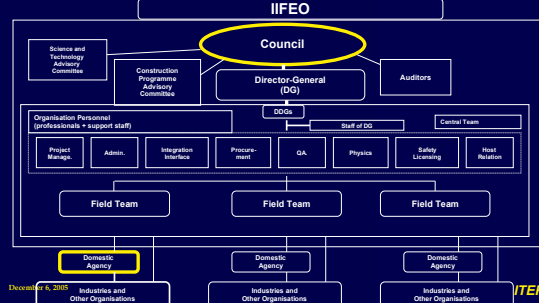 IIFEO
Council
Science and
Technology
Advisory
Committee
Construction
Programme
Advisory
Committee
Director-General
(DG)
Auditors
DDGs
Organisation Personnel
(professionals + support staff)
Staff of DG
Central Team
Project
Manage.
Admin.
Integration
Interface
Procure-
ment
QA.
Physics
Safety
Licensing
Host
Relation
Field Team
Field Team
Field Team
Domestic
Agency
Domestic
Agency
Domestic
Agency
December 6, 2005
Industries and
Other Organisations
Industries and
Other Organisations
Industries and
Other Organisations
ITER